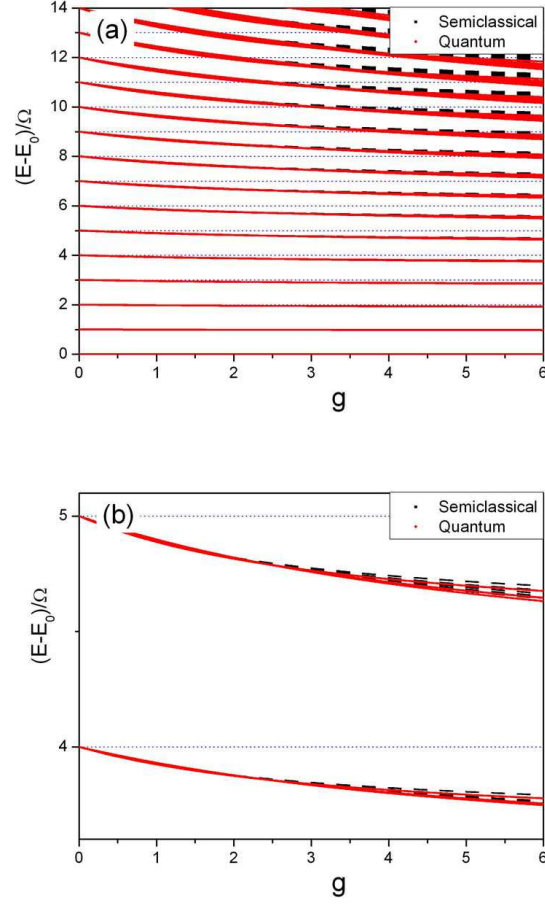 (a)
Semiclassical
Quantum
(E-E₀)/Ω
14
12
10
8
6
4
2
0
0 1 2 3 4 5 6
g
(b)
Semiclassical
Quantum
(E-E₀)/Ω
5
4
0 1 2 3 4 5 6
g